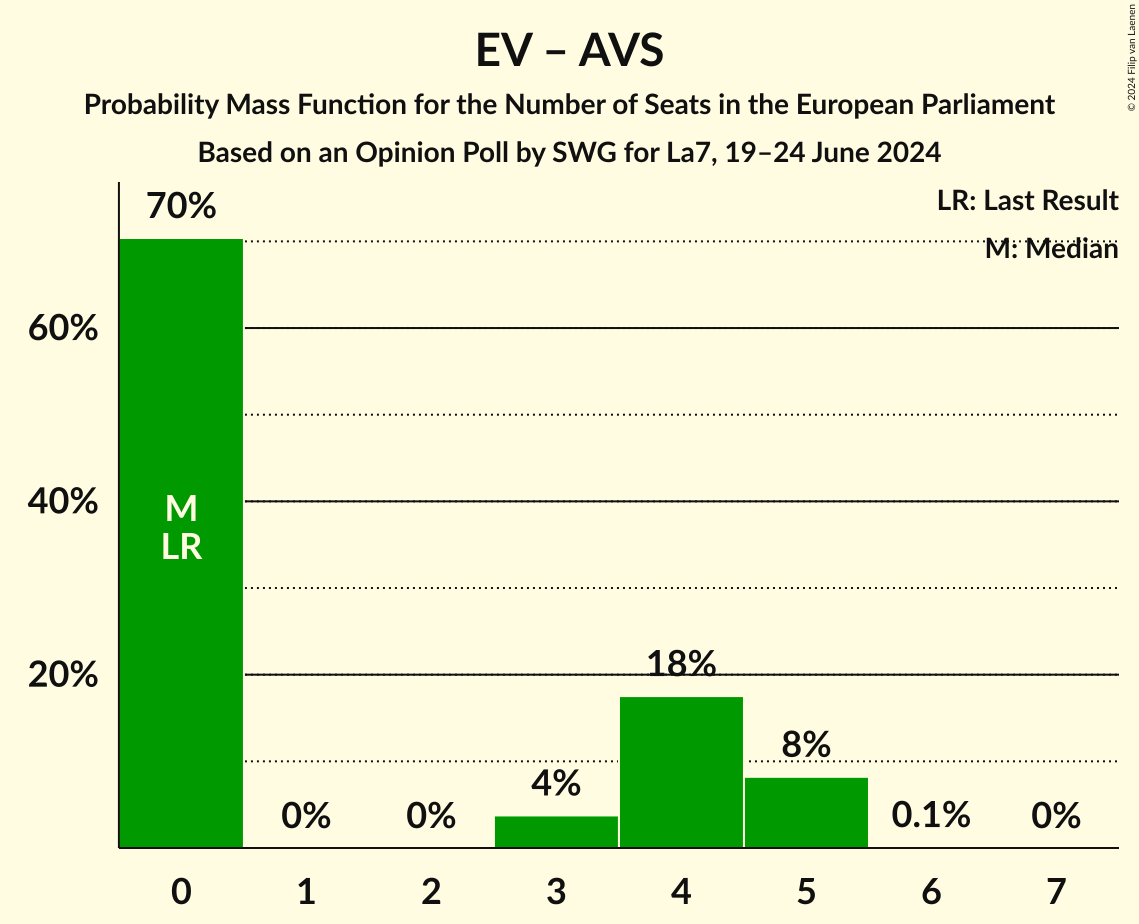 EV – AVS
Probability Mass Function for the Number of Seats in the European Parliament
Based on an Opinion Poll by SWG for La7, 19–24 June 2024
© 2024 Filip van Laenen
LR: Last Result
M: Median
70%
60%
40%
20%
M
LR
0%
0%
4%
18%
8%
0.1%
0%
0
1
2
3
4
5
6
7